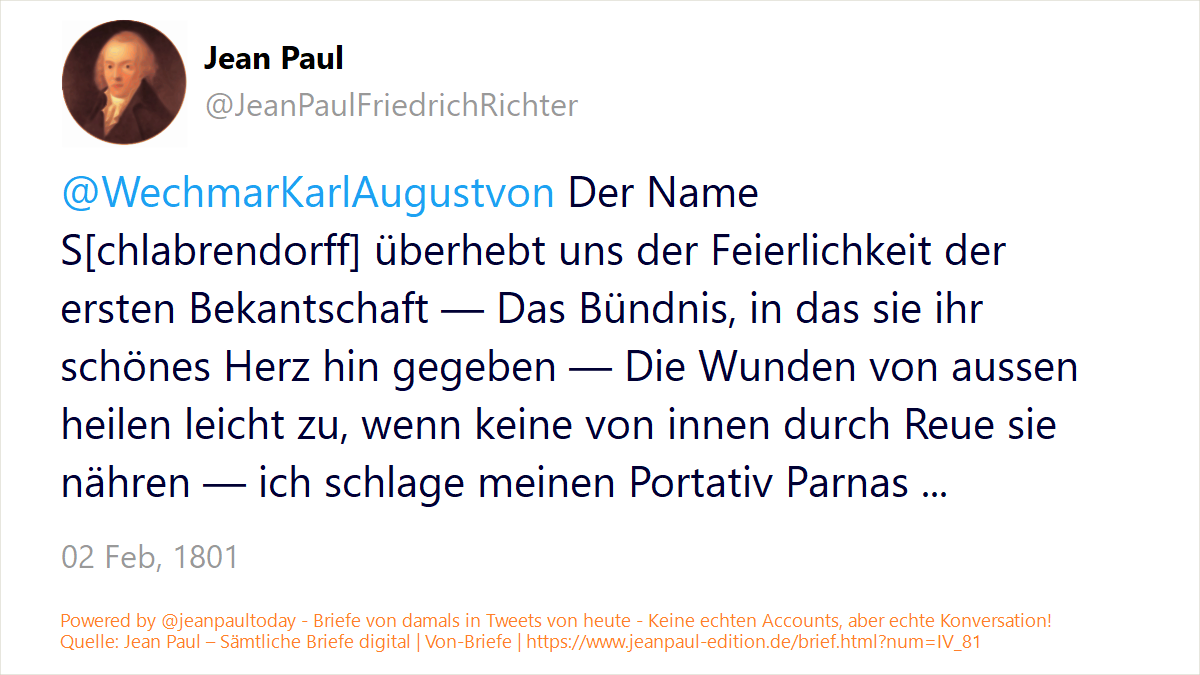 Jean Paul
@JeanPaulFriedrichRichter
@WechmarKarlAugustvon Der Name
S[chlabrendorff] überhebt uns der Feierlichkeit der
ersten Bekantschaft — Das Bündnis, in das sie ihr
schönes Herz hin gegeben — Die Wunden von aussen
heilen leicht zu, wenn keine von innen durch Reue sie
nähren — ich schlage meinen Portativ Parnas ...
02 Feb, 1801
Powered by @jeanpaultoday - Briefe von damals in Tweets von heute - Keine echten Accounts, aber echte Konversation!
Quelle: Jean Paul – Sämtliche Briefe digital | Von-Briefe | https://www.jeanpaul-edition.de/brief.html?num=IV_81